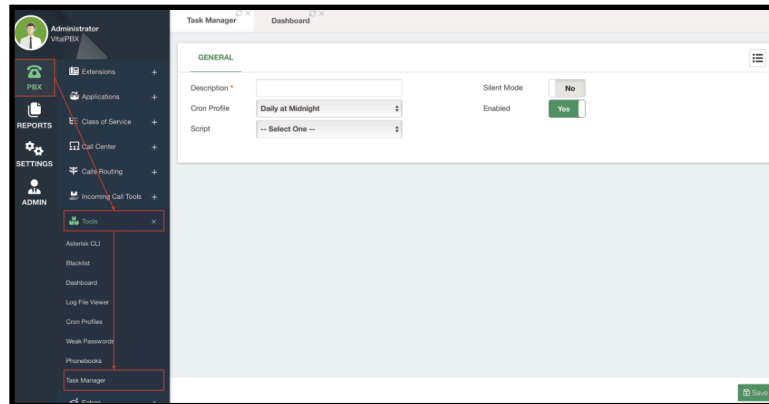 Administrator
VitalPBX
PBX
REPORTS
SETTINGS
ADMIN
Extensions +
Applications +
Class of Service +
Call Center +
Calls Routing +
Incoming Call Tools +
Tools ×
Asterisk CLI
Blacklist
Dashboard
Log File Viewer
Cron Profiles
Weak Passwords
Phonebooks
Task Manager
Extras +
Task Manager
Dashboard
GENERAL
Description *
Cron Profile Daily at Midnight
Script -- Select One --
Silent Mode No
Enabled Yes
Save